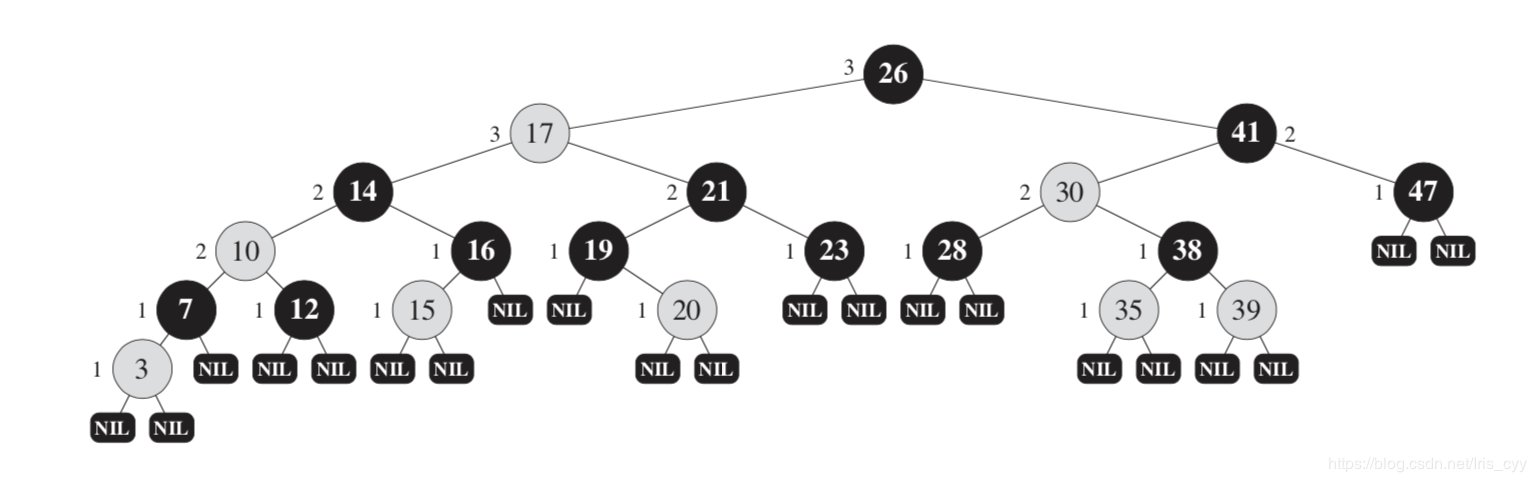 3 26
3 17 41 2
2 14 2 21 2 30 1 47
2 10 1 16 1 19 1 23 1 28 1 38 NIL NIL
1 7 1 12 1 15 NIL NIL 1 20 NIL NIL NIL NIL 1 35 1 39
1 3 NIL NIL NIL NIL NIL NIL NIL NIL NIL NIL NIL
NIL NIL
https://blog.csdn.net/Iris_cyy